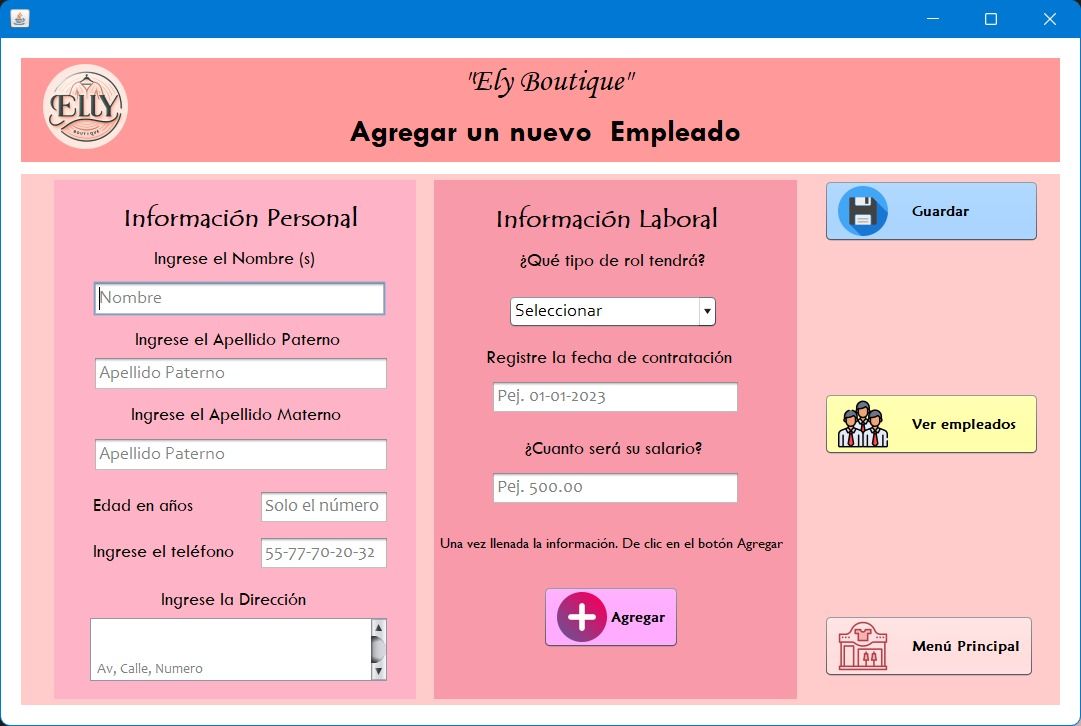 ELLY
BOUTIQUE
"Ely Boutique"
Agregar un nuevo Empleado
Información Personal
Ingrese el Nombre (s)
Nombre
Ingrese el Apellido Paterno
Apellido Paterno
Ingrese el Apellido Materno
Apellido Paterno
Edad en años
Solo el número
Ingrese el teléfono
55-77-70-20-32
Ingrese la Dirección
Av, Calle, Numero
Información Laboral
¿Qué tipo de rol tendrá?
Seleccionar
Registre la fecha de contratación
Pej. 01-01-2023
¿Cuanto será su salario?
Pej. 500.00
Una vez llenada la información. De clic en el botón Agregar
Agregar
Guardar
Ver empleados
Menú Principal